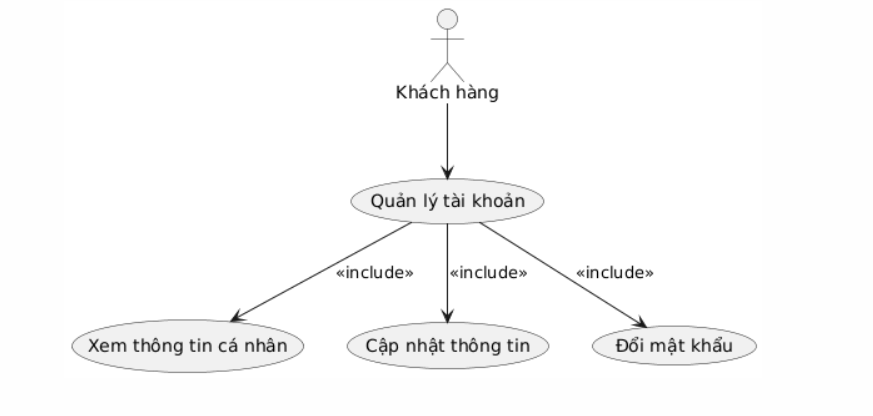 Khách hàng
Quản lý tài khoản
«include»
«include»
«include»
Xem thông tin cá nhân
Cập nhật thông tin
Đổi mật khẩu